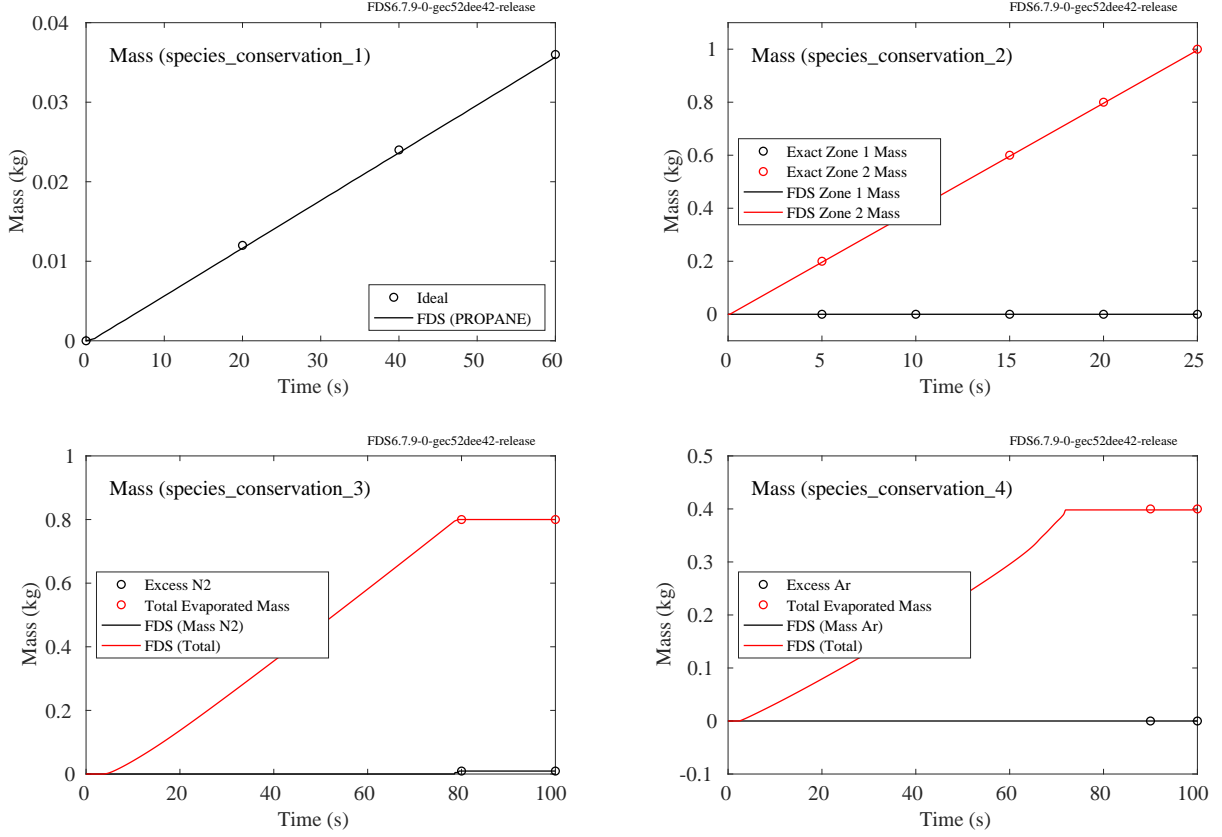 FDS6.7.9-0-gec52dee42-release
Mass (species_conservation_1)
0.04
0.03
0.02
0.01
0
Mass (kg)
Ideal
FDS (PROPANE)
0 10 20 30 40 50 60
Time (s)
FDS6.7.9-0-gec52dee42-release
Mass (species_conservation_2)
1
0.8
0.6
0.4
0.2
0
Mass (kg)
Exact Zone 1 Mass
Exact Zone 2 Mass
FDS Zone 1 Mass
FDS Zone 2 Mass
0 5 10 15 20 25
Time (s)
FDS6.7.9-0-gec52dee42-release
Mass (species_conservation_3)
1
0.8
0.6
0.4
0.2
0
Mass (kg)
Excess N2
Total Evaporated Mass
FDS (Mass N2)
FDS (Total)
0 20 40 60 80 100
Time (s)
FDS6.7.9-0-gec52dee42-release
Mass (species_conservation_4)
0.5
0.4
0.3
0.2
0.1
0
-0.1
Mass (kg)
Excess Ar
Total Evaporated Mass
FDS (Mass Ar)
FDS (Total)
0 20 40 60 80 100
Time (s)